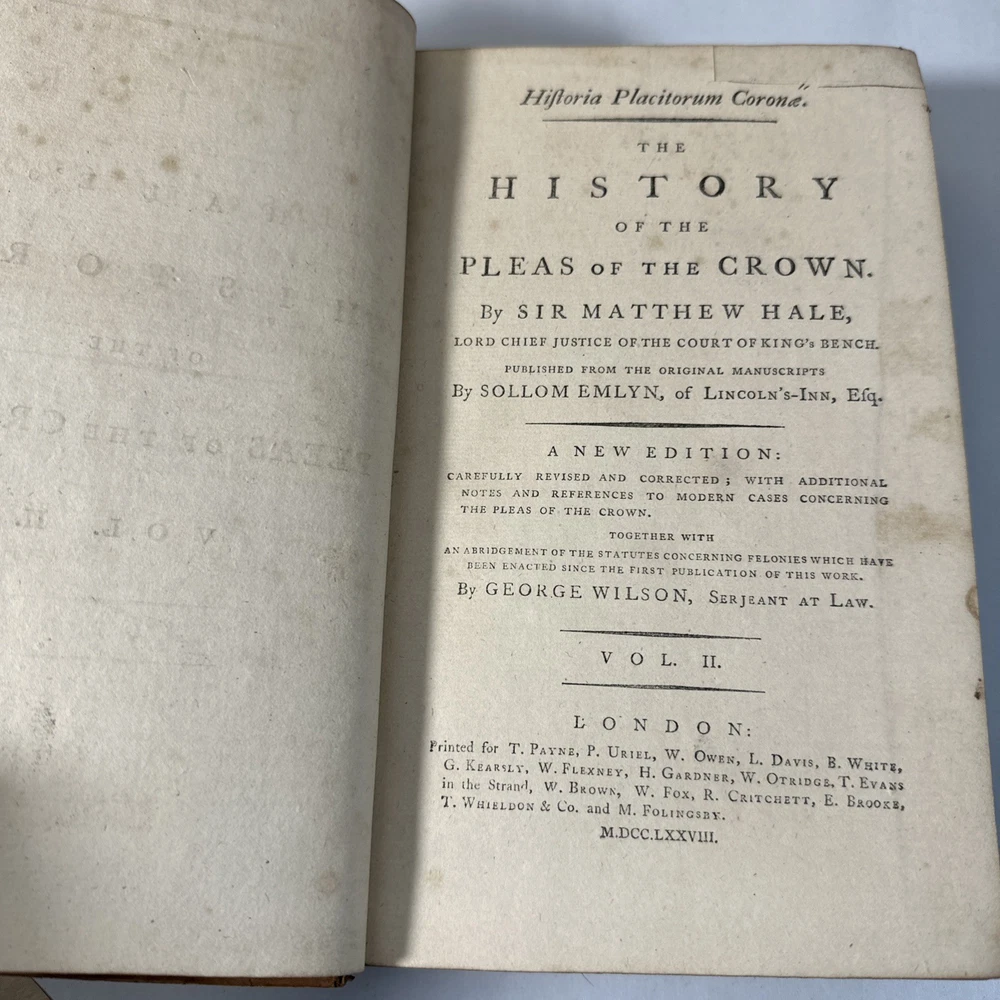 Hiſtoria Placitorum Coronæ.
THE
HISTORY
OF THE
PLEAS OF THE CROWN.
By SIR MATTHEW HALE,
LORD CHIEF JUSTICE OF THE COURT OF KING's BENCH.
PUBLISHED FROM THE ORIGINAL MANUSCRIPTS
By SOLLOM EMLYN, of LINCOLN'S-INN, Eſq.
A NEW EDITION:
CAREFULLY REVISED AND CORRECTED; WITH ADDITIONAL
NOTES AND REFERENCES TO MODERN CASES CONCERNING
THE PLEAS OF THE CROWN.
TOGETHER WITH
AN ABRIDGEMENT OF THE STATUTES CONCERNING FELONIES WHICH HAVE
BEEN ENACTED SINCE THE FIRST PUBLICATION OF THIS WORK.
By GEORGE WILSON, SERJEANT AT LAW.
VOL. II.
LONDON:
Printed for T. PAYNE, P. URIEL, W. OWEN, L. DAVIS, B. WHITE,
G. KEARSLY, W. FLEXNEY, H. GARDNER, W. OTRIDGE, T. EVANS
in the Strand, W. BROWN, W. FOX, R. CRITCHETT, E. BROOKE,
T. WHIELDON & Co. and M. FOLINGSBY.
M.DCC.LXXVIII.